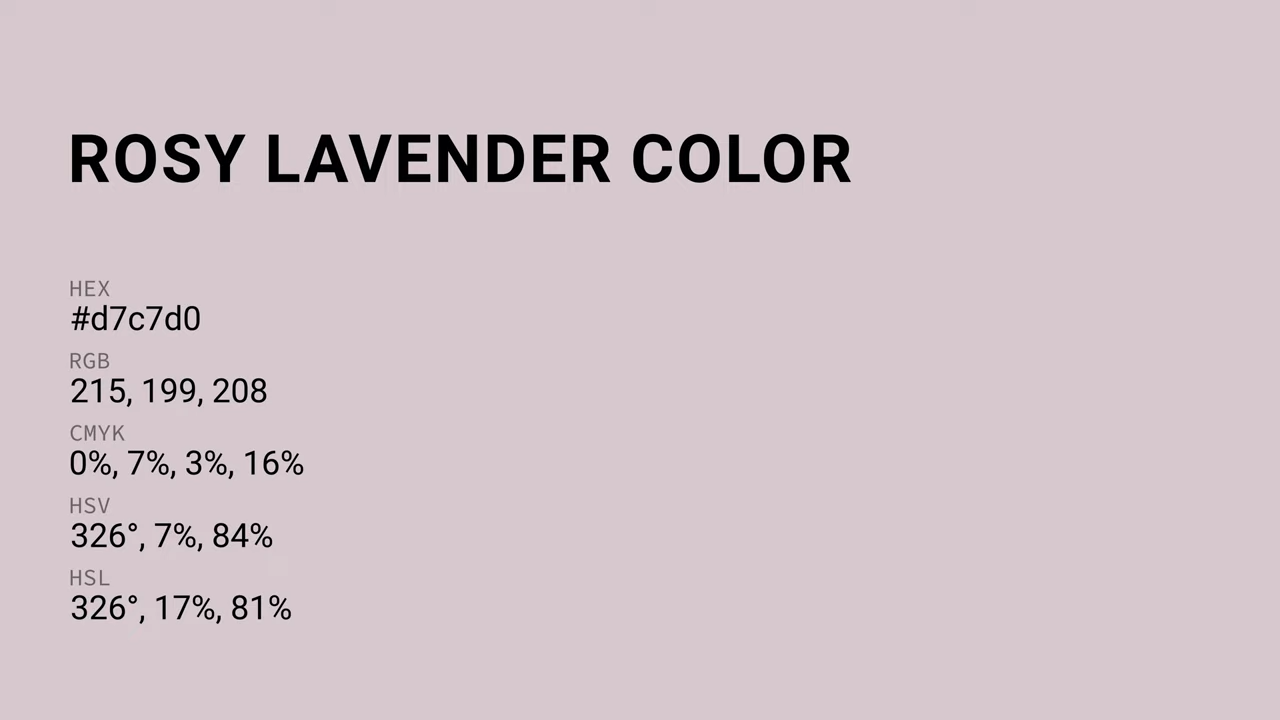 ROSY LAVENDER COLOR
HEX
#d7c7d0
RGB
215, 199, 208
CMYK
0%, 7%, 3%, 16%
HSV
326°, 7%, 84%
HSL
326°, 17%, 81%